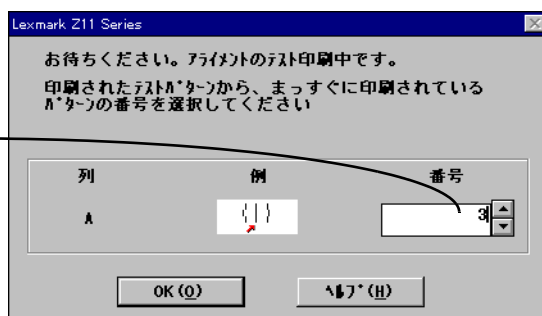 Lexmark Z11 Series
お待ちください。アライメントのテスト印刷中です。
印刷されたテストパターンから、まっすぐに印刷されている
パターンの番号を選択してください
列 例 番号
A 3
OK(O) ヘルプ(H)